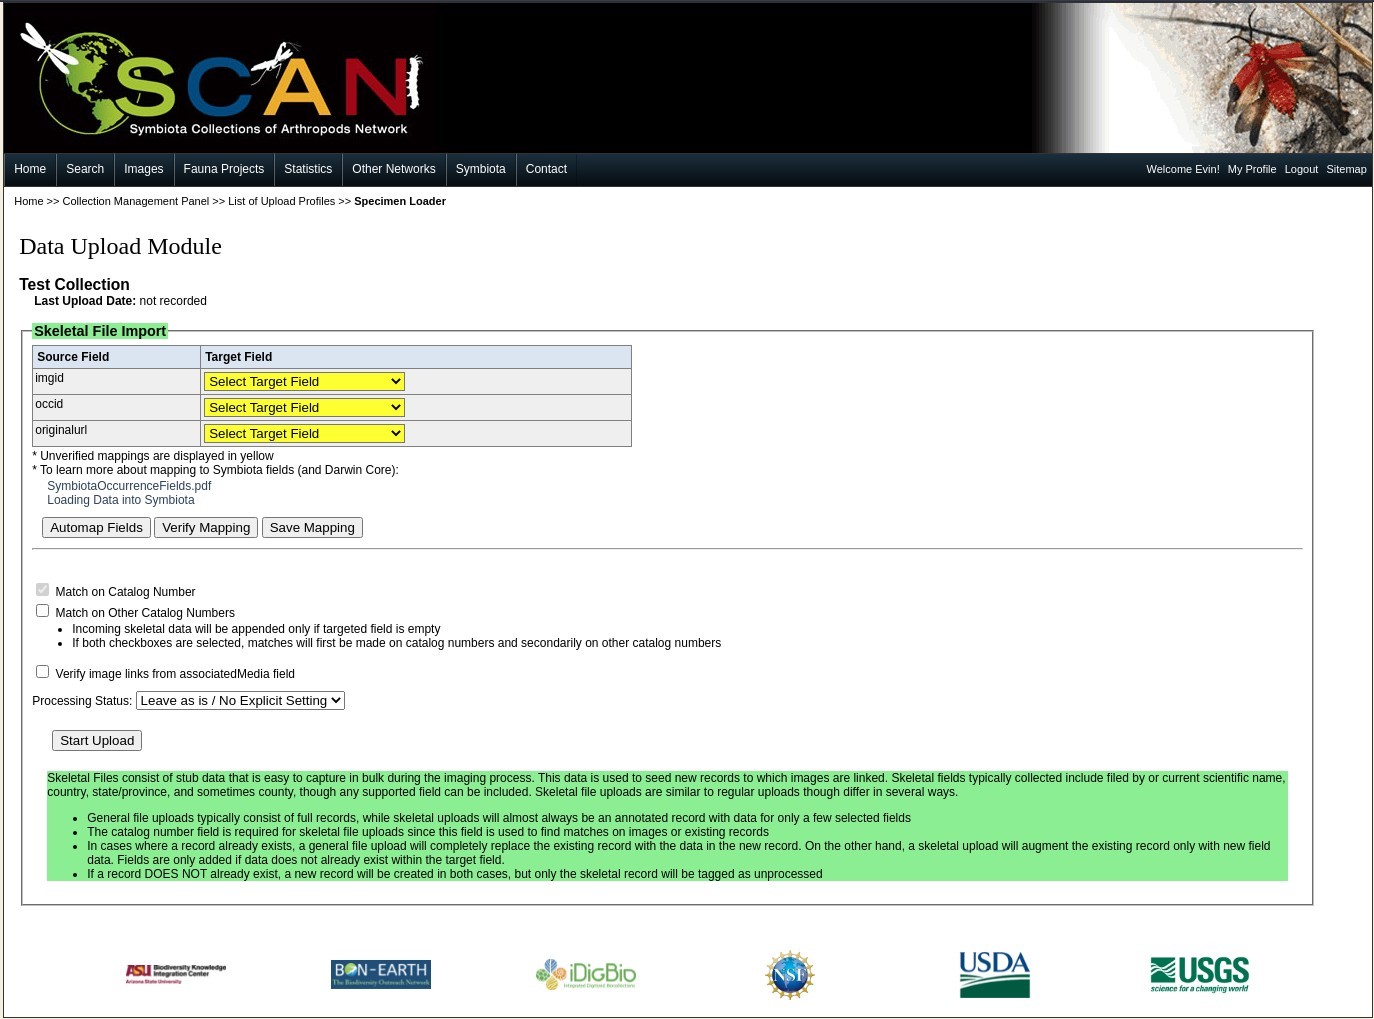 SCAN
Symbiota Collections of Arthropods Network
Home Search Images Fauna Projects Statistics Other Networks Symbiota Contact Welcome Evin! My Profile Logout Sitemap
Home >> Collection Management Panel >> List of Upload Profiles >> Specimen Loader
Data Upload Module
Test Collection
Last Upload Date: not recorded
Skeletal File Import
Source Field Target Field
imgid Select Target Field
occid Select Target Field
originalurl Select Target Field
* Unverified mappings are displayed in yellow
* To learn more about mapping to Symbiota fields (and Darwin Core):
SymbiotaOccurrenceFields.pdf
Loading Data into Symbiota
Automap Fields Verify Mapping Save Mapping
Match on Catalog Number
Match on Other Catalog Numbers
• Incoming skeletal data will be appended only if targeted field is empty
• If both checkboxes are selected, matches will first be made on catalog numbers and secondarily on other catalog numbers
Verify image links from associatedMedia field
Processing Status: Leave as is / No Explicit Setting
Start Upload
Skeletal Files consist of stub data that is easy to capture in bulk during the imaging process. This data is used to seed new records to which images are linked. Skeletal fields typically collected include filed by or current scientific name,
country, state/province, and sometimes county, though any supported field can be included. Skeletal file uploads are similar to regular uploads though differ in several ways.
• General file uploads typically consist of full records, while skeletal uploads will almost always be an annotated record with data for only a few selected fields
• The catalog number field is required for skeletal file uploads since this field is used to find matches on images or existing records
• In cases where a record already exists, a general file upload will completely replace the existing record with the data in the new record. On the other hand, a skeletal upload will augment the existing record only with new field
data. Fields are only added if data does not already exist within the target field.
• If a record DOES NOT already exist, a new record will be created in both cases, but only the skeletal record will be tagged as unprocessed
ASU Biodiversity Knowledge
Integration Center
Arizona State University
BON-EARTH
The Biodiversity Outreach Network
iDigBio
Integrated Digitized Biocollections
NSF
USDA
USGS
science for a changing world